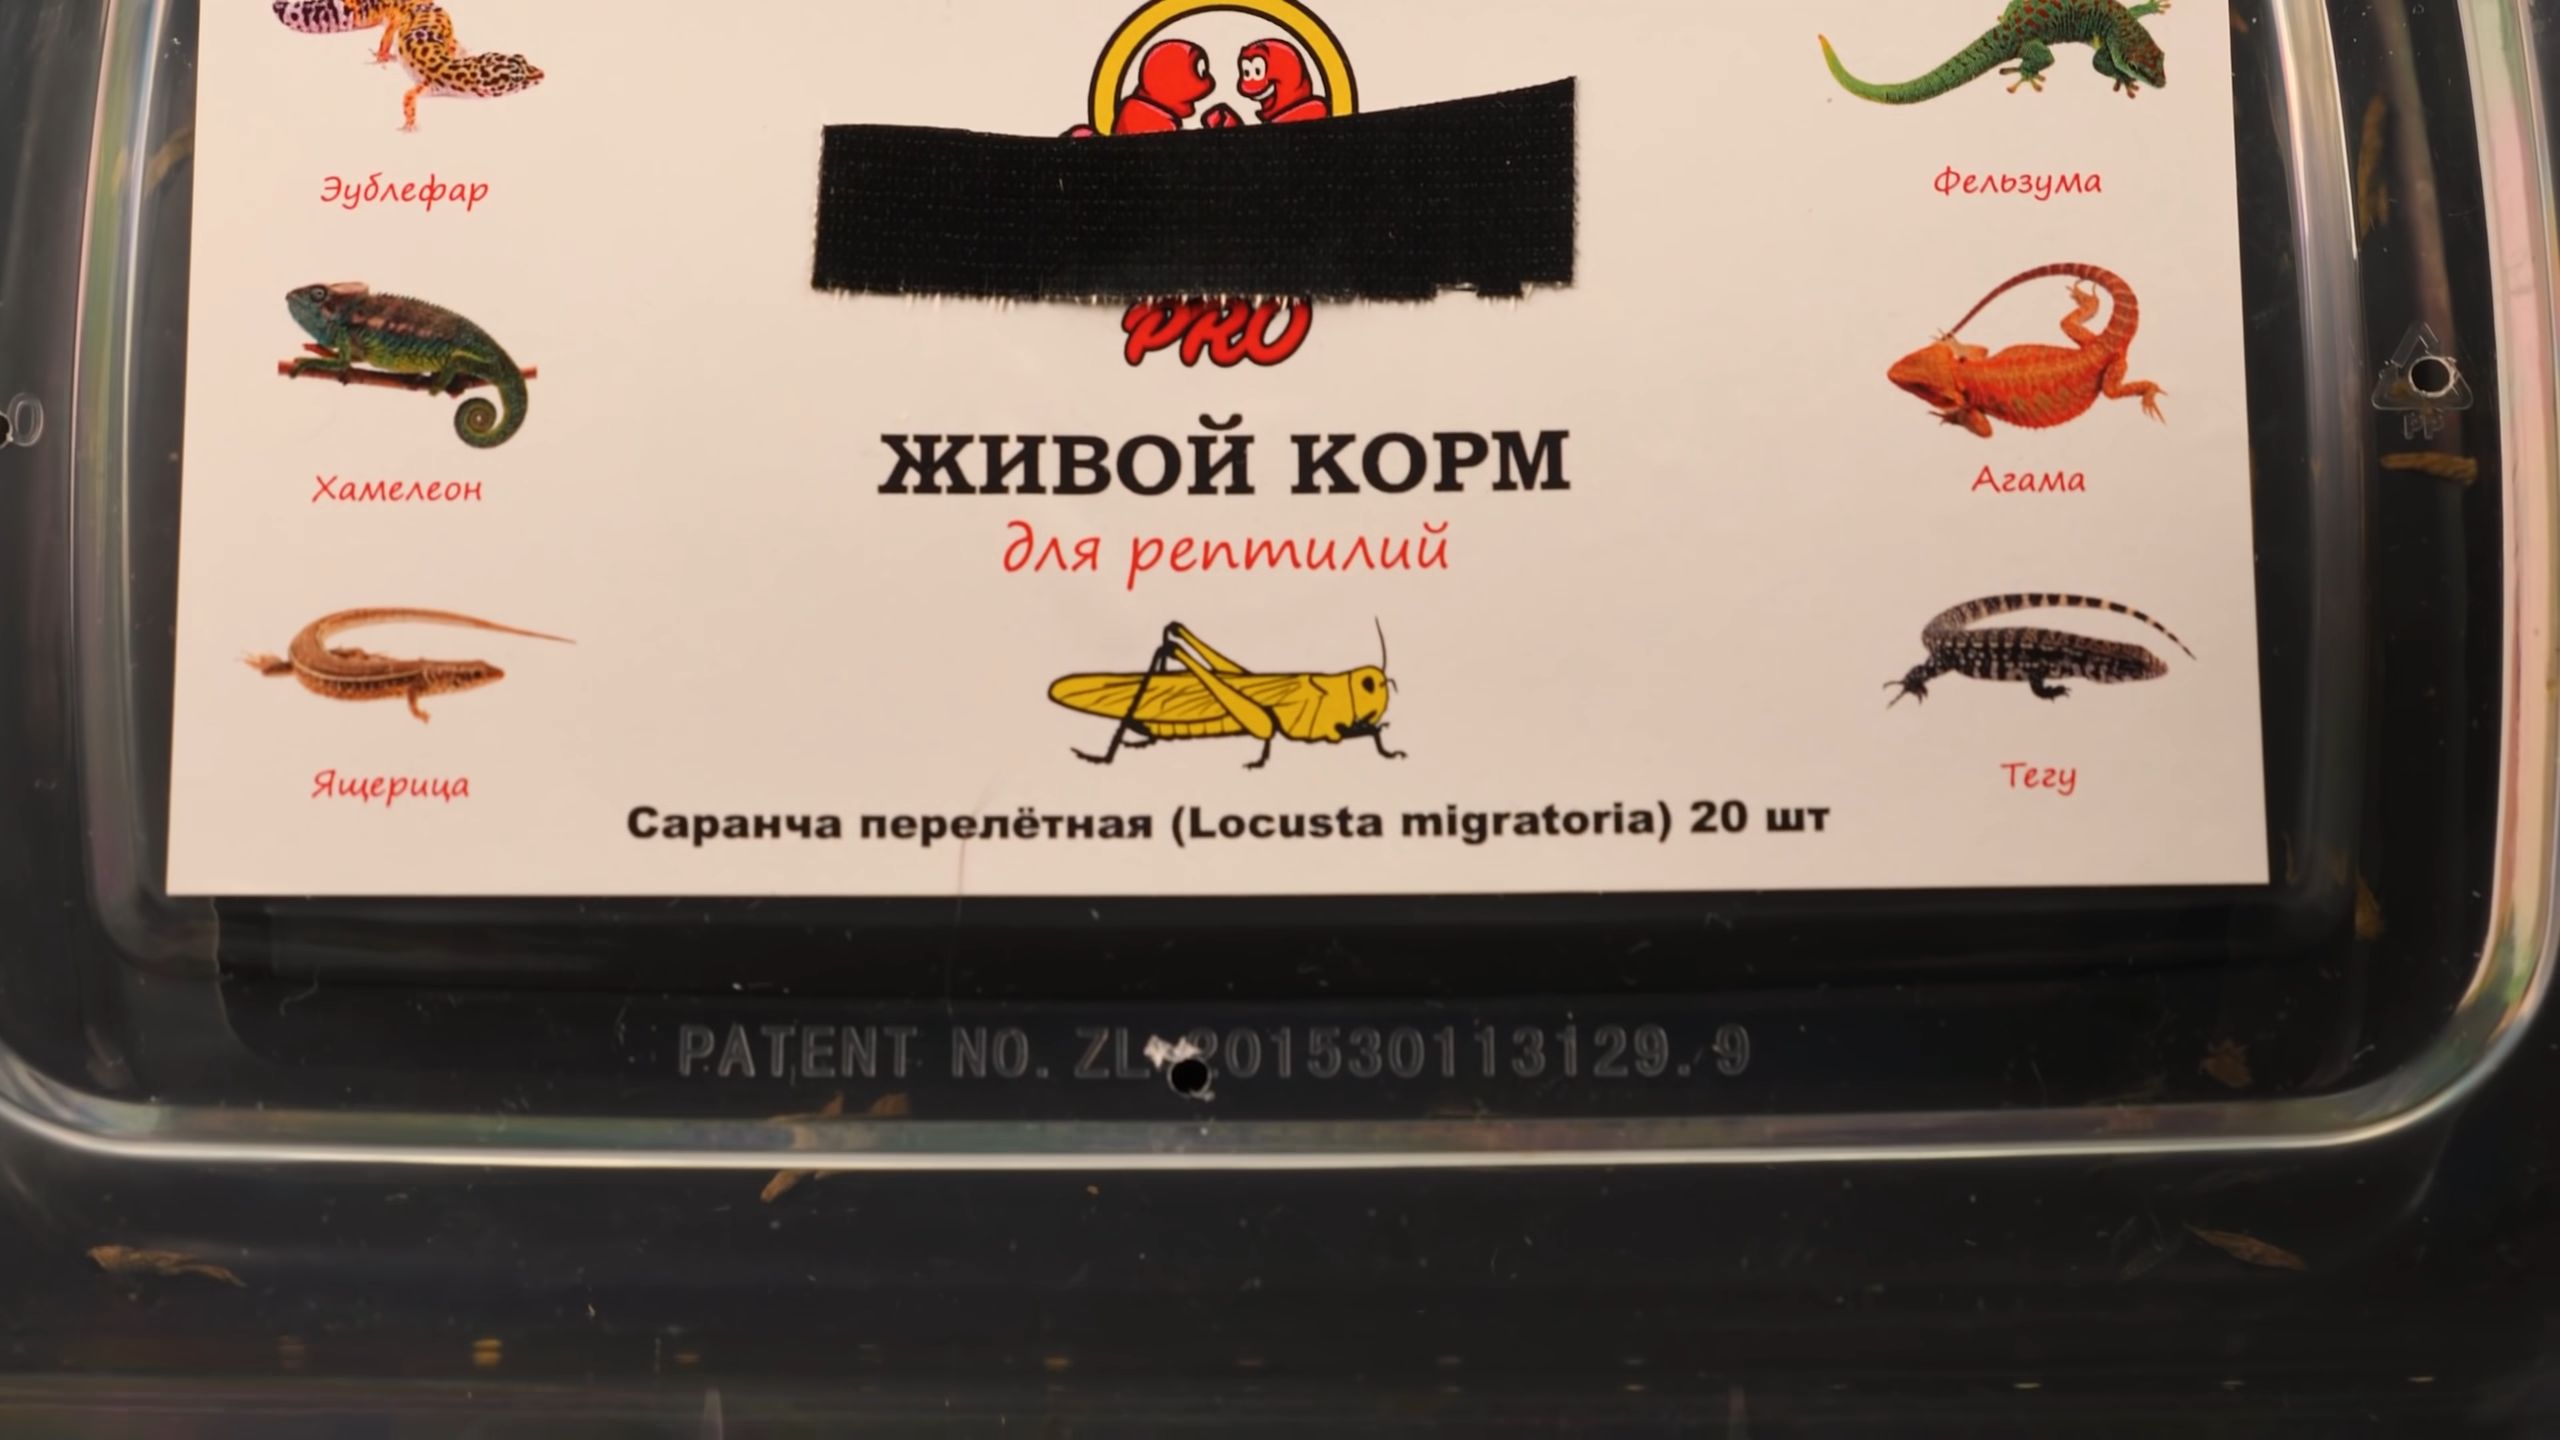 Эублефар
Фельзума
PRO
Хамелеон
Агама
ЖИВОЙ КОРМ
для рептилий
Ящерица
Тегу
Саранча перелётная (Locusta migratoria) 20 шт
PP
PATENT NO. ZL 201530113129.9